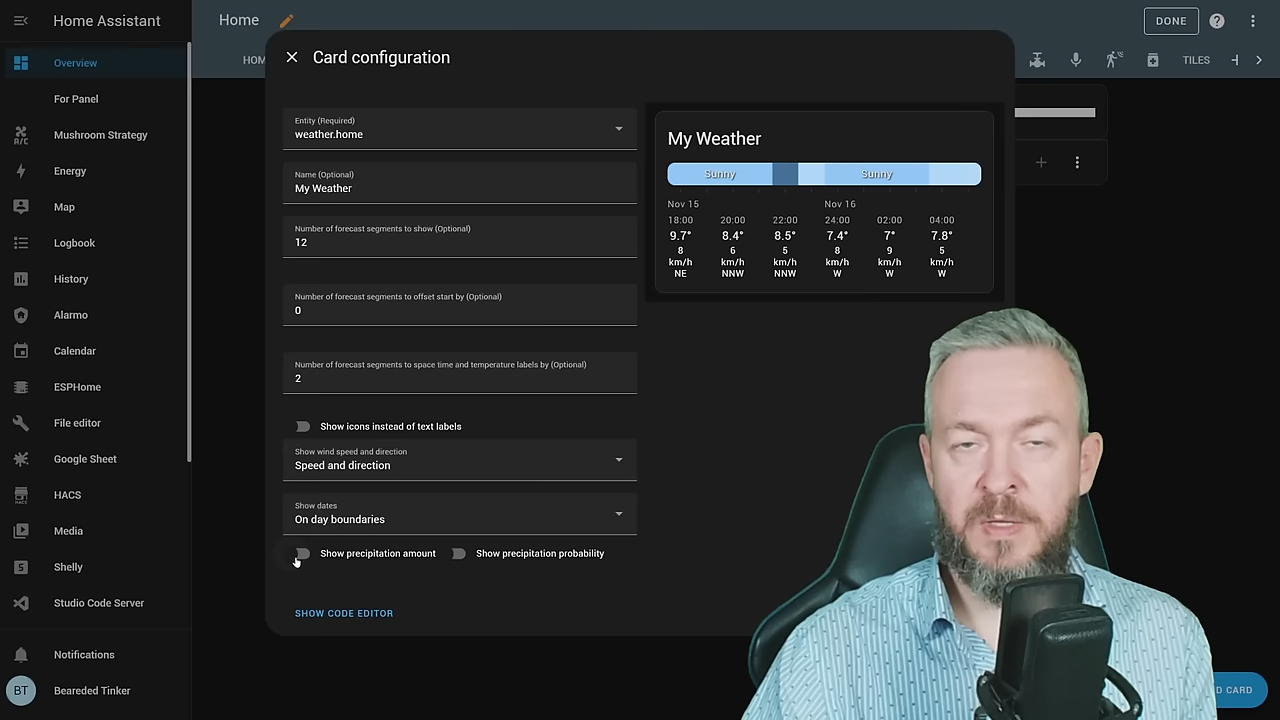 Home Assistant
Home
DONE
HOM
TILES
Overview
For Panel
Mushroom Strategy
Energy
Map
Logbook
History
Alarmo
Calendar
ESPHome
File editor
Google Sheet
HACS
Media
Shelly
Studio Code Server
Notifications
BT
Beareded Tinker
Card configuration
Entity (Required)
weather.home
Name (Optional)
My Weather
Number of forecast segments to show (Optional)
12
Number of forecast segments to offset start by (Optional)
0
Number of forecast segments to space time and temperature labels by (Optional)
2
Show icons instead of text labels
Show wind speed and direction
Speed and direction
Show dates
On day boundaries
Show precipitation amount Show precipitation probability
SHOW CODE EDITOR
My Weather
Sunny Sunny
Nov 15 Nov 16
18:00 20:00 22:00 24:00 02:00 04:00
9.7° 8.4° 8.5° 7.4° 7° 7.8°
8 6 5 8 9 5
km/h km/h km/h km/h km/h km/h
NE NNW NNW W W W
D CARD